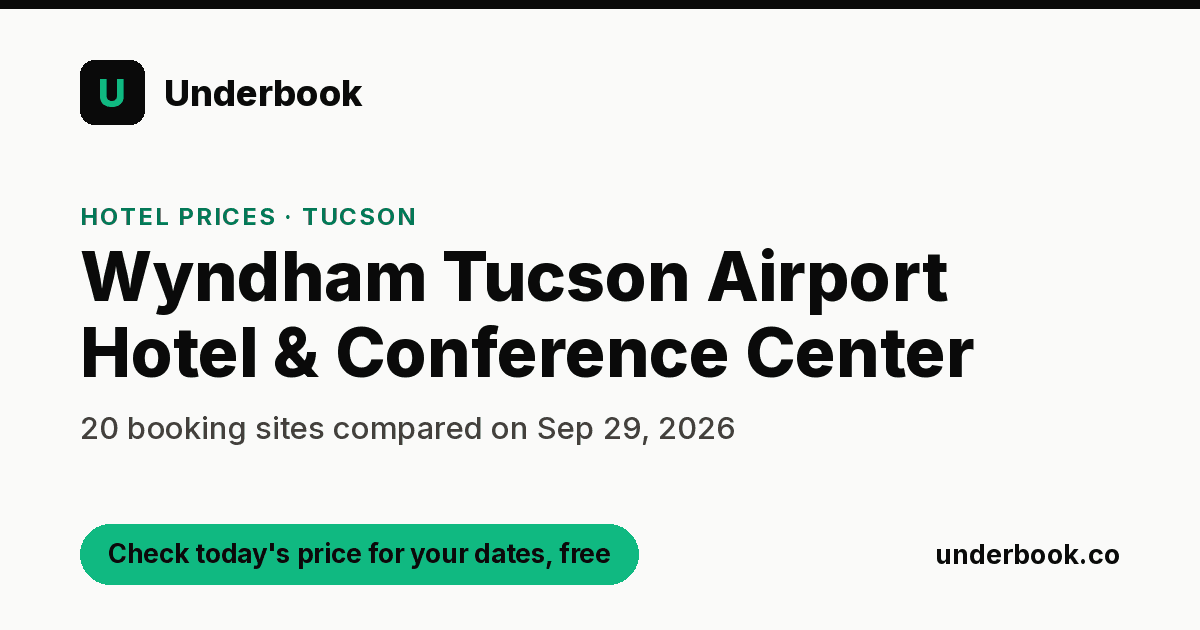 U
Underbook
HOTEL PRICES · TUCSON
Wyndham Tucson Airport
Hotel & Conference Center
20 booking sites compared on Sep 29, 2026
Check today's price for your dates, free
underbook.co